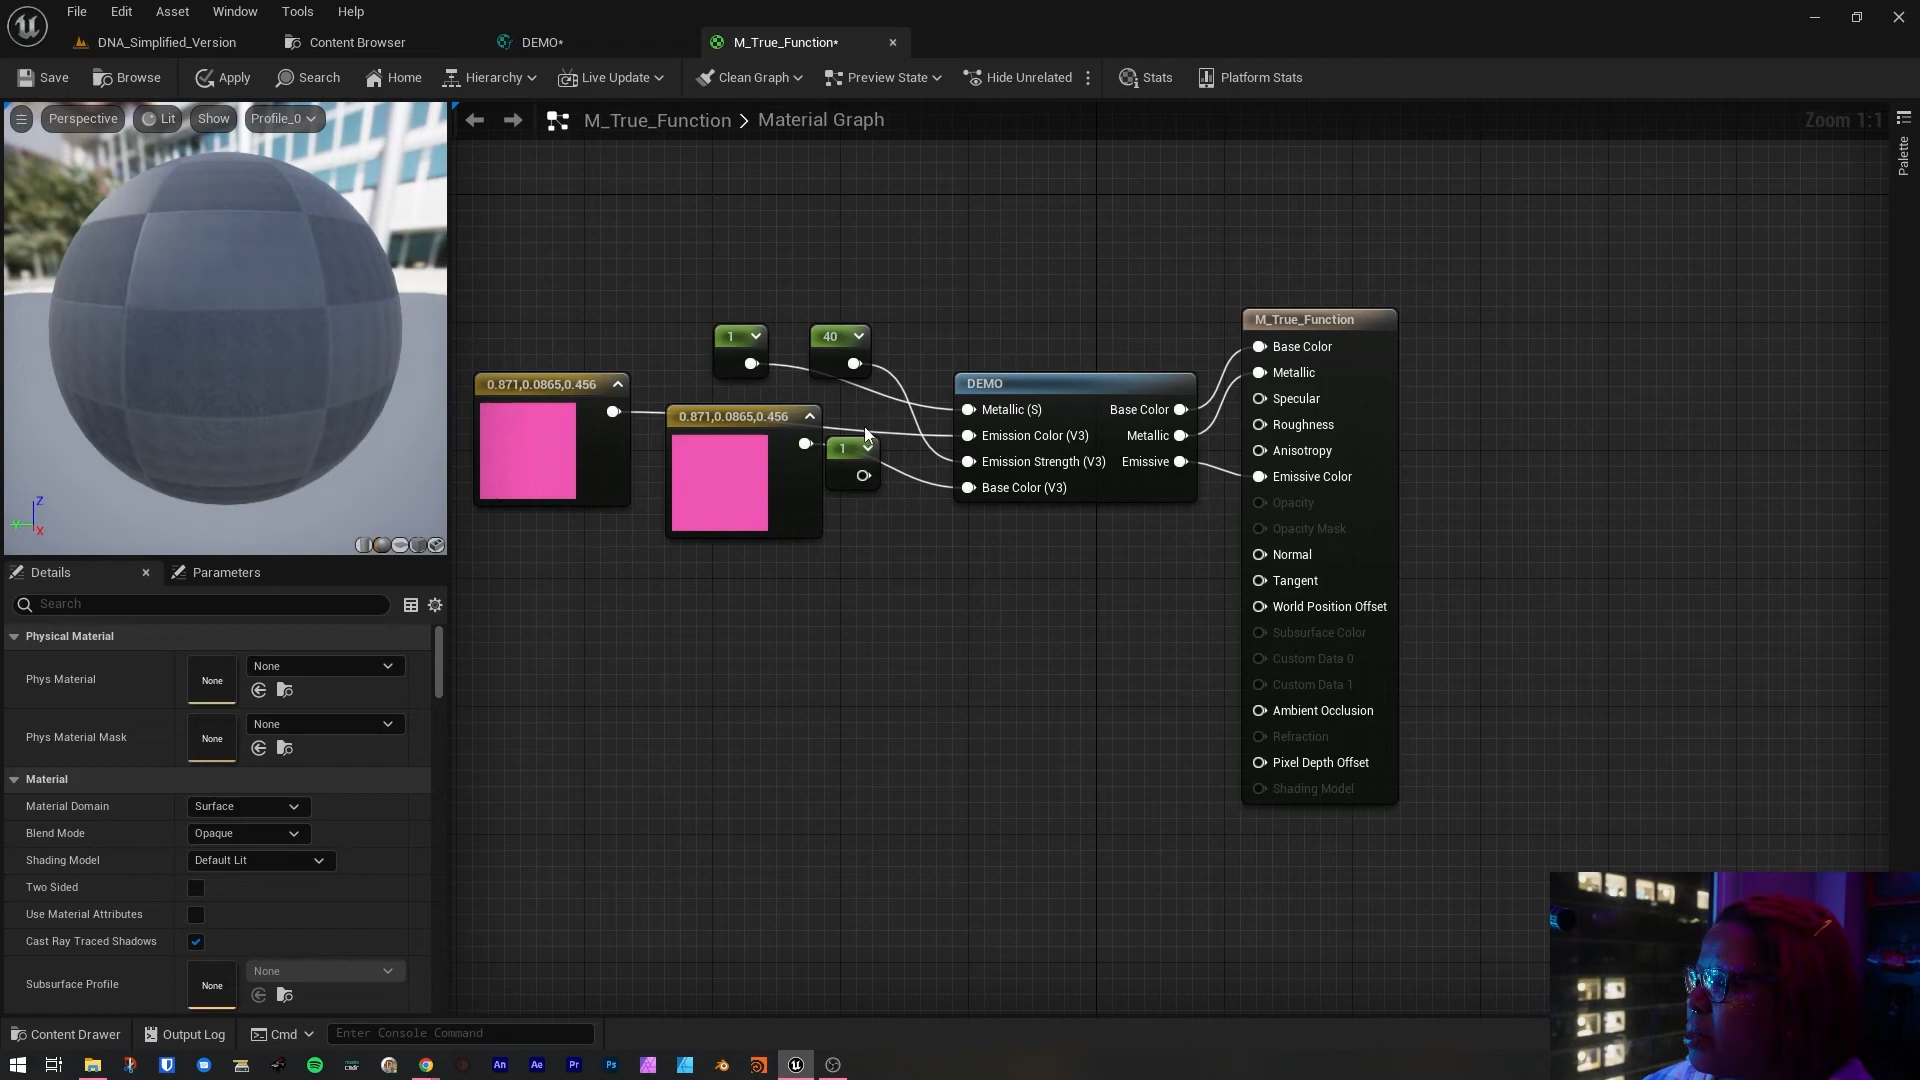 File Edit Asset Window Tools Help
DNA_Simplified_Version Content Browser DEMO* M_True_Function*
Save Browse Apply Search Home Hierarchy Live Update Clean Graph Preview State Hide Unrelated Stats Platform Stats
Perspective Lit Show Profile_0
M_True_Function > Material Graph
Zoom 1:1
Palette
1
40
0.871,0.0865,0.456
0.871,0.0865,0.456
1
DEMO
Metallic (S) Base Color
Emission Color (V3) Metallic
Emission Strength (V3) Emissive
Base Color (V3)
M_True_Function
Base Color
Metallic
Specular
Roughness
Anisotropy
Emissive Color
Opacity
Opacity Mask
Normal
Tangent
World Position Offset
Subsurface Color
Custom Data 0
Custom Data 1
Ambient Occlusion
Refraction
Pixel Depth Offset
Shading Model
Z
X
Details Parameters
Search
Physical Material
Phys Material None None
Phys Material Mask None None
Material
Material Domain Surface
Blend Mode Opaque
Shading Model Default Lit
Two Sided
Use Material Attributes
Cast Ray Traced Shadows
Subsurface Profile None None
Content Drawer Output Log Cmd Enter Console Command
An Ae Pr Ps